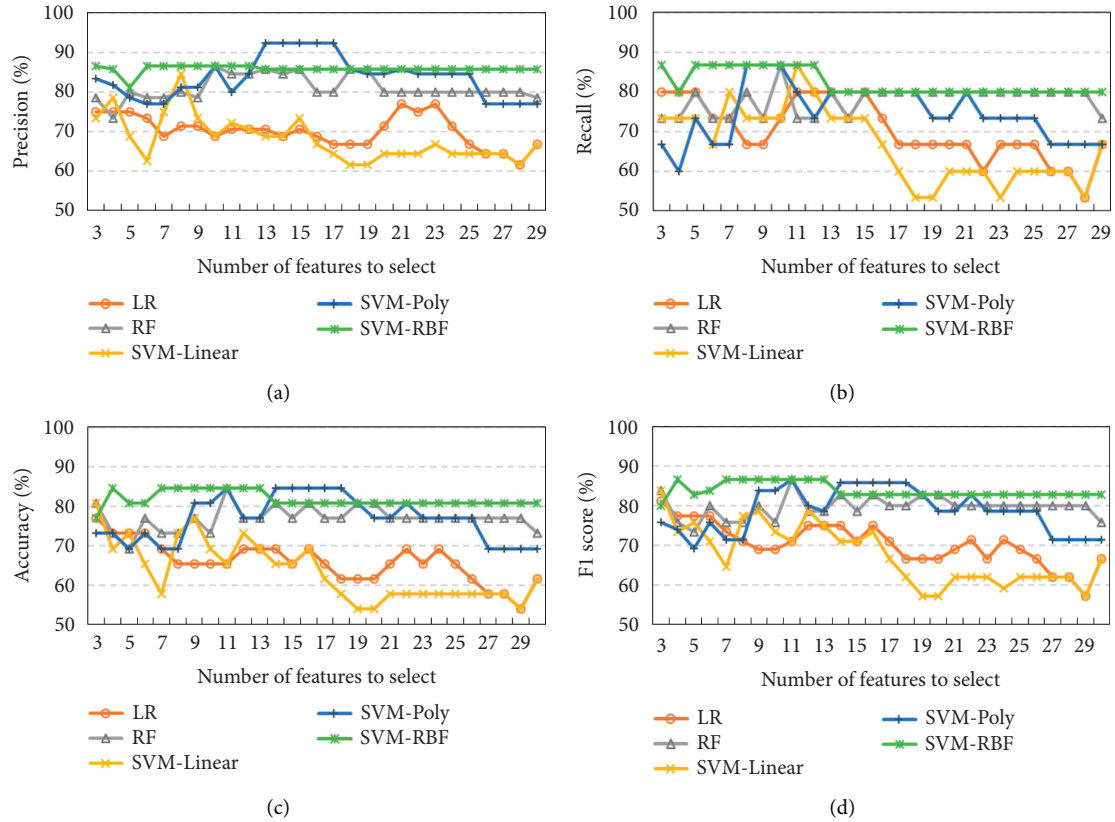 100
90
80
70
60
50
Precision (%)
3 5 7 9 11 13 15 17 19 21 23 25 27 29
Number of features to select
LR
RF
SVM-Linear
SVM-Poly
SVM-RBF
(a)
100
90
80
70
60
50
Recall (%)
3 5 7 9 11 13 15 17 19 21 23 25 27 29
Number of features to select
LR
RF
SVM-Linear
SVM-Poly
SVM-RBF
(b)
100
90
80
70
60
50
Accuracy (%)
3 5 7 9 11 13 15 17 19 21 23 25 27 29
Number of features to select
LR
RF
SVM-Linear
SVM-Poly
SVM-RBF
(c)
100
90
80
70
60
50
F1 score (%)
3 5 7 9 11 13 15 17 19 21 23 25 27 29
Number of features to select
LR
RF
SVM-Linear
SVM-Poly
SVM-RBF
(d)